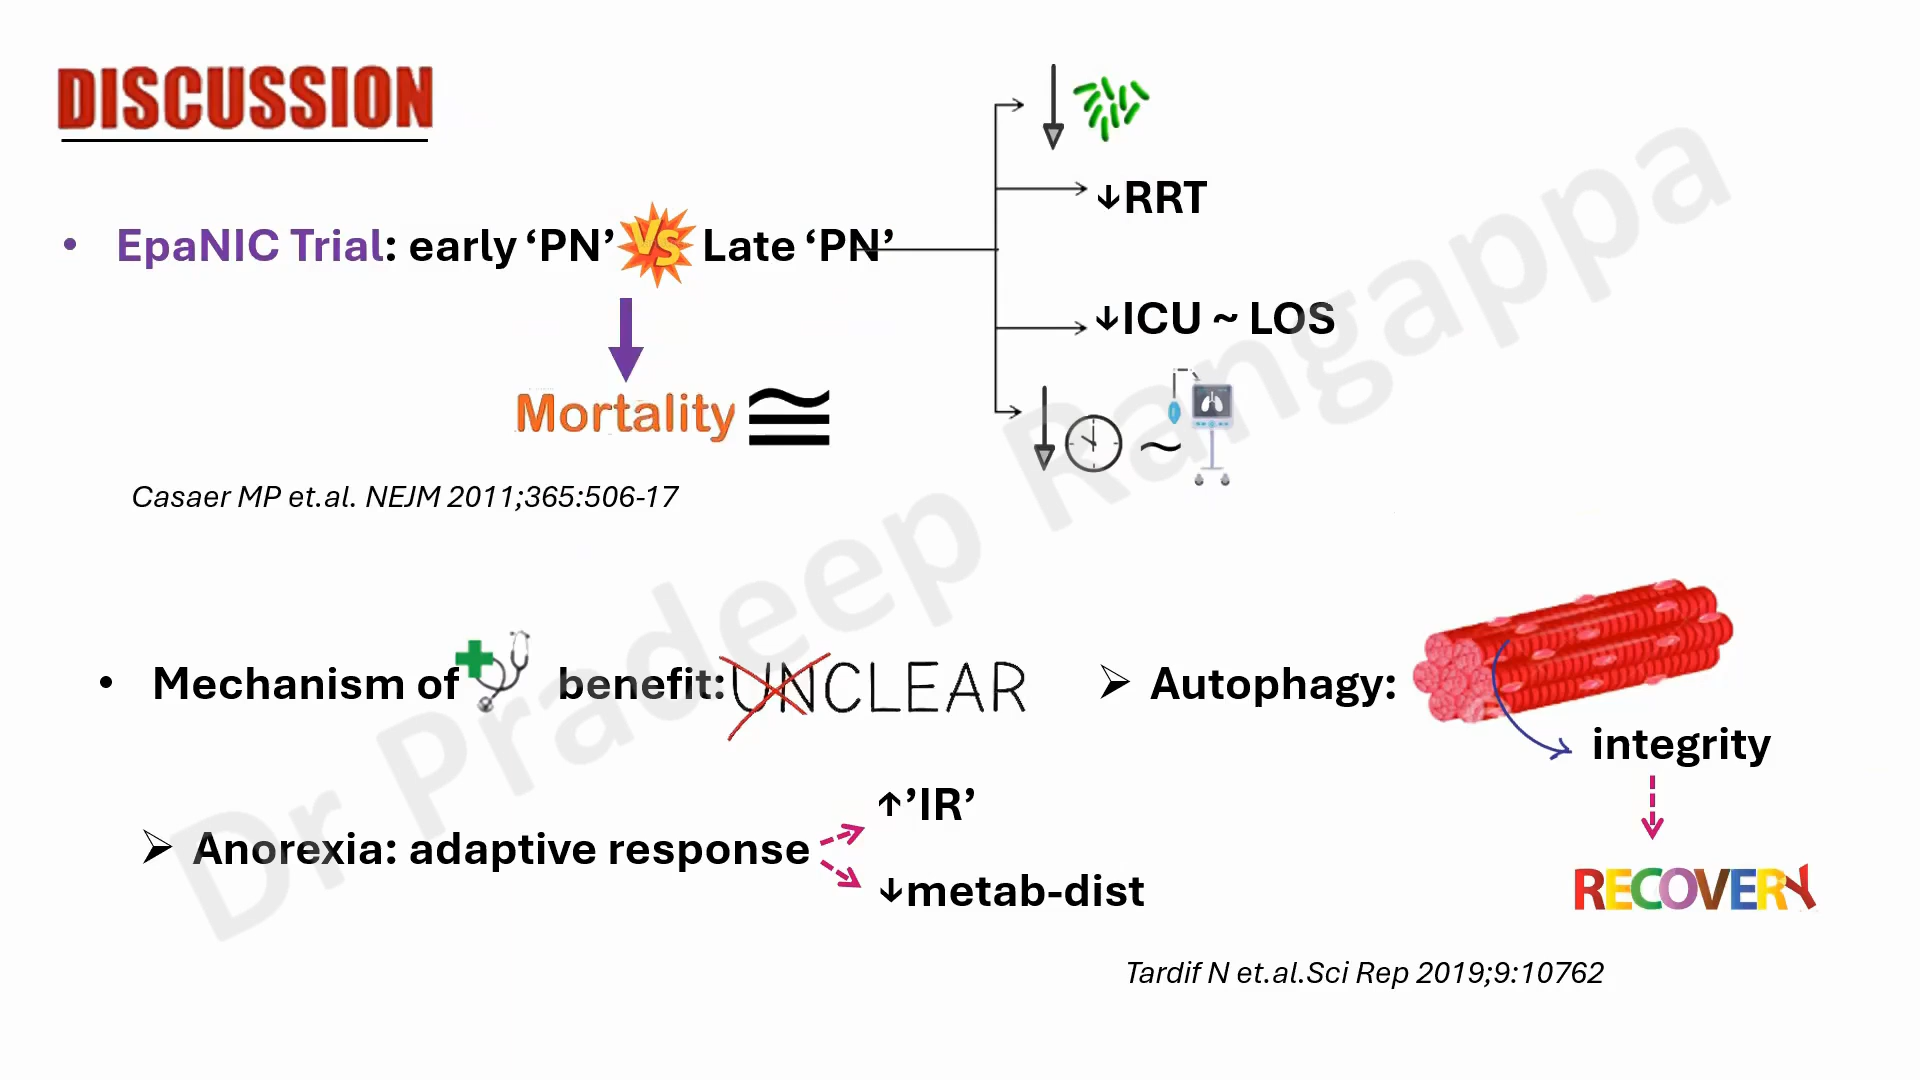 DISCUSSION
• EpaNIC Trial: early ‘PN’ VS Late ‘PN’
↓RRT
↓ICU ~ LOS
~
Mortality ≅
Casaer MP et.al. NEJM 2011;365:506-17
• Mechanism of benefit: UNCLEAR
➢ Autophagy:
integrity
RECOVERY
➢ Anorexia: adaptive response
↑’IR’
↓metab-dist
Tardif N et.al.Sci Rep 2019;9:10762
Dr Pradeep Rangappa